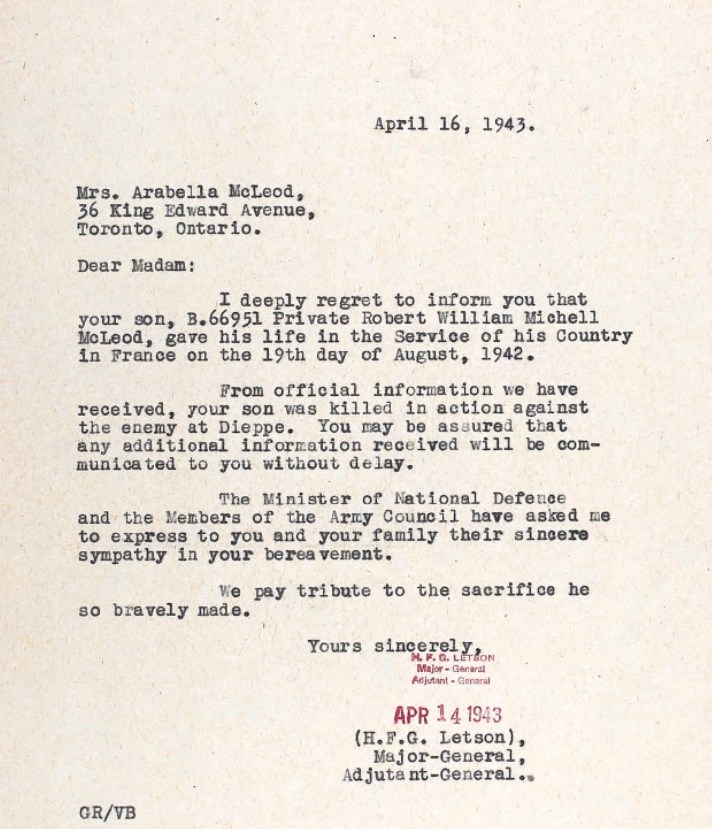 April 16, 1943.
Mrs. Arabella McLeod,
36 King Edward Avenue,
Toronto, Ontario.
Dear Madam:
I deeply regret to inform you that
your son, B.66951 Private Robert William Michell
McLeod, gave his life in the Service of his Country
in France on the 19th day of August, 1942.
From official information we have
received, your son was killed in action against
the enemy at Dieppe. You may be assured that
any additional information received will be com-
municated to you without delay.
The Minister of National Defence
and the Members of the Army Council have asked me
to express to you and your family their sincere
sympathy in your bereavement.
We pay tribute to the sacrifice he
so bravely made.
Yours sincerely,
H. F. G. LETSON
Major - General
Adjutant - General
APR 14 1943
(H.F.G. Letson),
Major-General,
Adjutant-General..
GR/VB